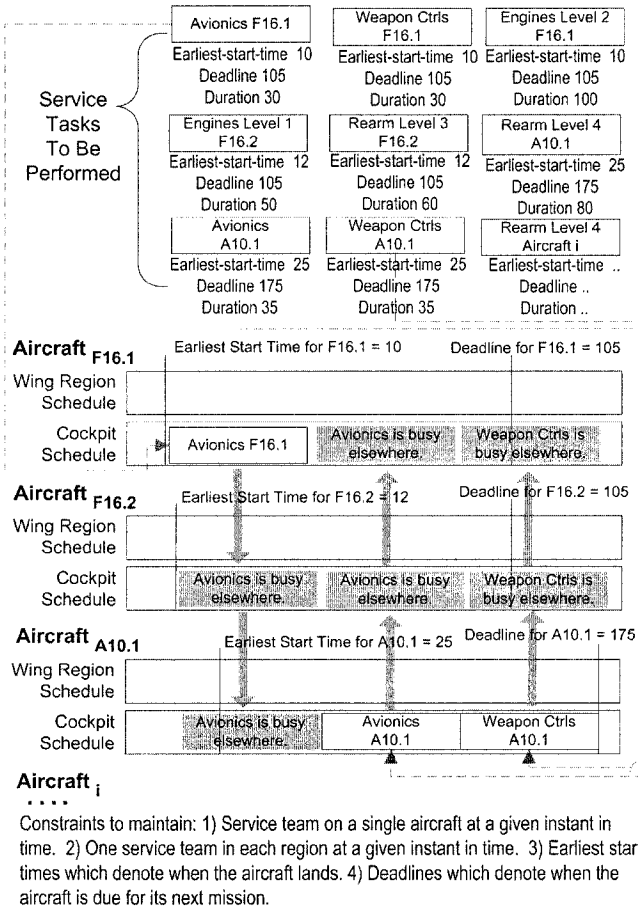 Service
Tasks
To Be
Performed
Avionics F16.1
Earliest-start-time 10
Deadline 105
Duration 30
Weapon Ctrls
F16.1
Earliest-start-time 10
Deadline 105
Duration 30
Engines Level 2
F16.1
Earliest-start-time 10
Deadline 105
Duration 100
Engines Level 1
F16.2
Earliest-start-time 12
Deadline 105
Duration 50
Rearm Level 3
F16.2
Earliest-start-time 12
Deadline 105
Duration 60
Rearm Level 4
A10.1
Earliest-start-time 25
Deadline 175
Duration 80
Avionics
A10.1
Earliest-start-time 25
Deadline 175
Duration 35
Weapon Ctrls
A10.1
Earliest-start-time 25
Deadline 175
Duration 35
Rearm Level 4
Aircraft i
Earliest-start-time ..
Deadline ..
Duration ..
Aircraft F16.1
Earliest Start Time for F16.1 = 10
Deadline for F16.1 = 105
Wing Region
Schedule
Cockpit
Schedule
Avionics F16.1
Avionics is busy
elsewhere.
Weapon Ctrls is
busy elsewhere.
Aircraft F16.2
Earliest Start Time for F16.2 = 12
Deadline for F16.2 = 105
Wing Region
Schedule
Cockpit
Schedule
Avionics is busy
elsewhere.
Avionics is busy
elsewhere.
Weapon Ctrls is
busy elsewhere.
Aircraft A10.1
Earliest Start Time for A10.1 = 25
Deadline for A10.1 = 175
Wing Region
Schedule
Cockpit
Schedule
Avionics is busy
elsewhere.
Avionics
A10.1
Weapon Ctrls
A10.1
Aircraft i
. . . .
Constraints to maintain: 1) Service team on a single aircraft at a given instant in
time. 2) One service team in each region at a given instant in time. 3) Earliest star
times which denote when the aircraft lands. 4) Deadlines which denote when the
aircraft is due for its next mission.